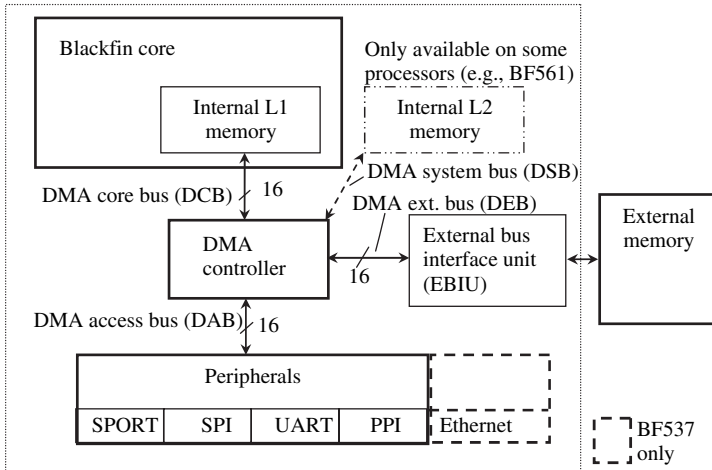 Blackfin core
Only available on some
processors (e.g., BF561)
Internal L1
memory
Internal L2
memory
DMA core bus (DCB)
16
DMA system bus (DSB)
DMA ext. bus (DEB)
DMA
controller
16
External bus
interface unit
(EBIU)
External
memory
DMA access bus (DAB)
16
Peripherals
SPORT
SPI
UART
PPI
Ethernet
BF537
only